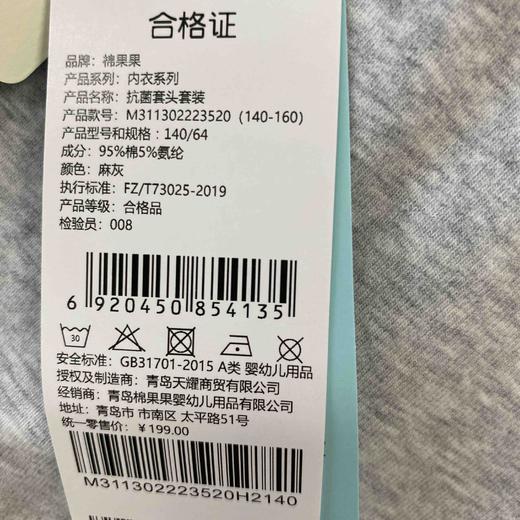 合格证
品牌：棉果果
产品系列：内衣系列
产品名称：抗菌套头套装
产品款号：M311302223520（140-160）
产品型号和规格：140/64
成分：95%棉5%氨纶
颜色：麻灰
执行标准：FZ/T73025-2019
产品等级：合格品
检验员：008
6 920450 854135
30
安全标准：GB31701-2015 A类 婴幼儿用品
授权及制造商：青岛天耀商贸有限公司
经销商：青岛棉果果婴幼儿用品有限公司
地址：青岛市 市南区 太平路51号
统一零售价：￥199.00
M311302223520H2140